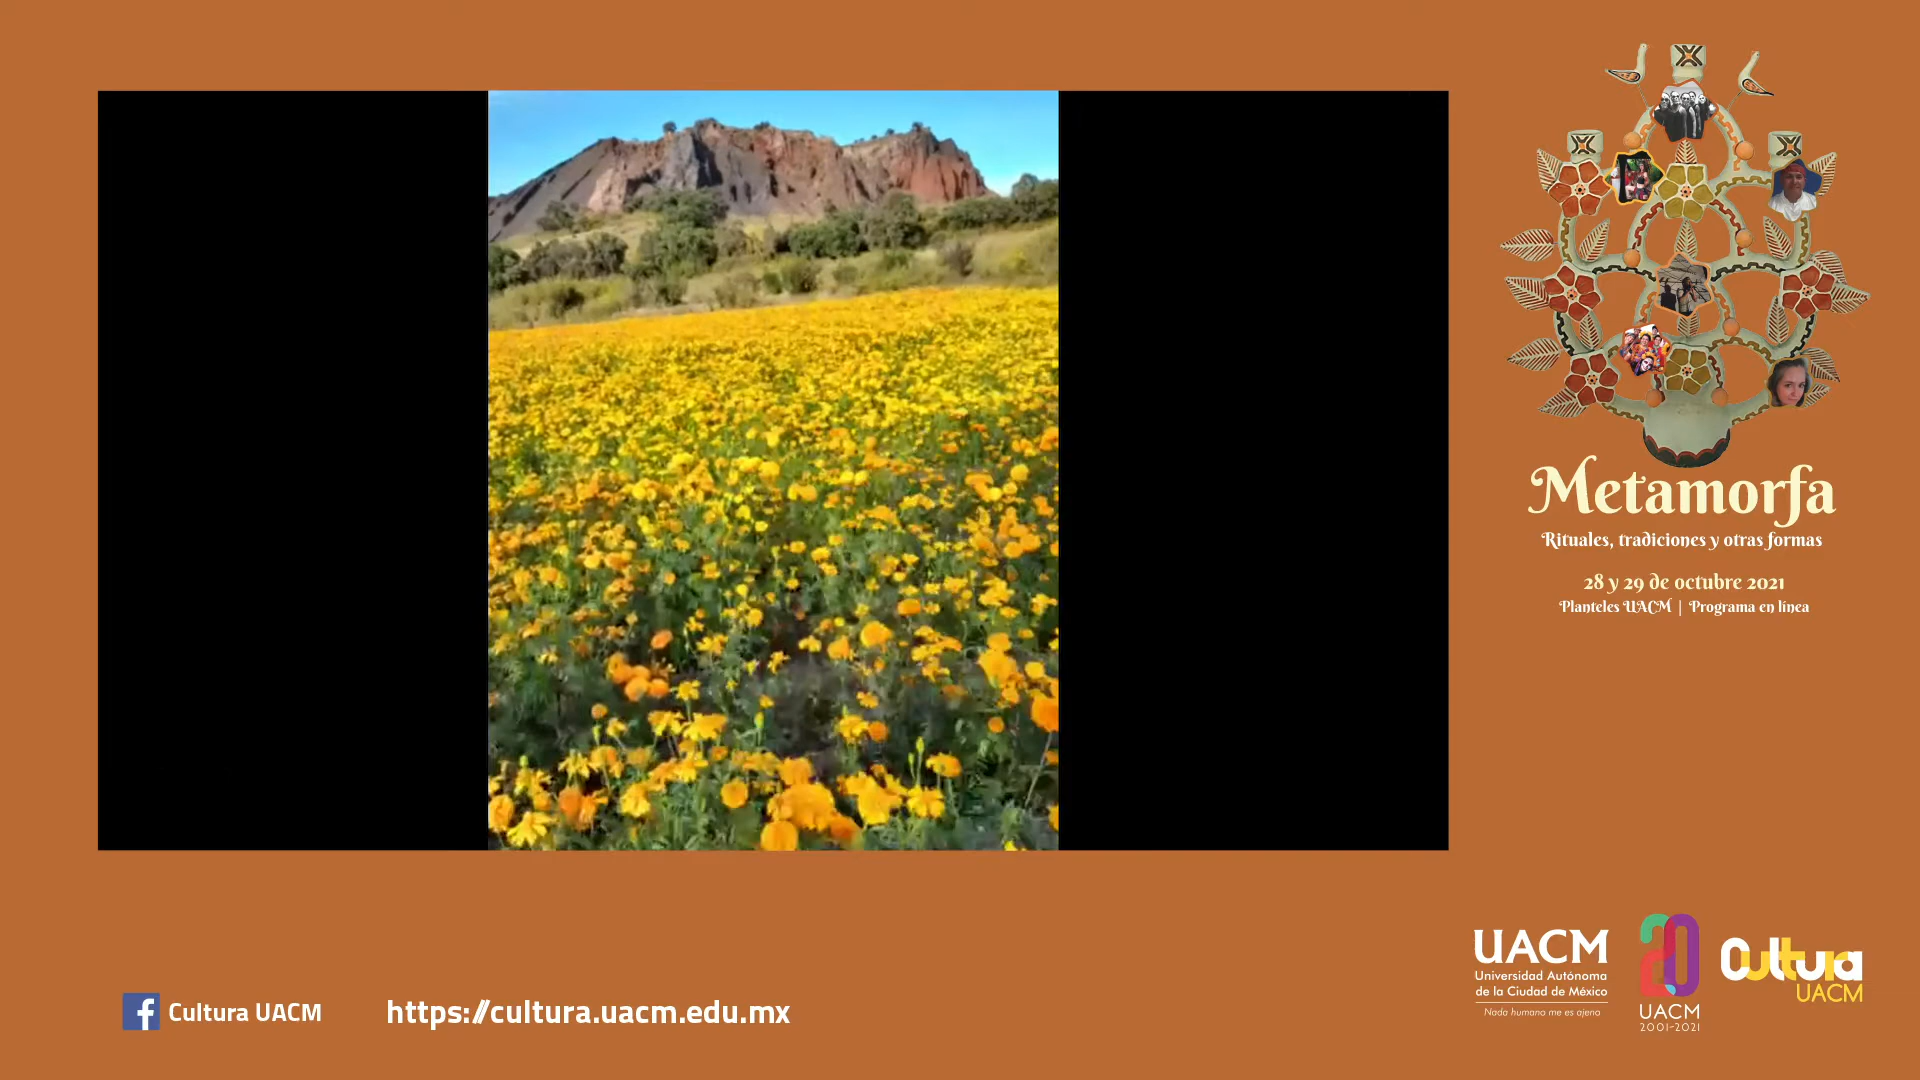 Metamorfa
Rituales, tradiciones y otras formas
28 y 29 de octubre 2021
Planteles UACM | Programa en línea
Cultura UACM
https://cultura.uacm.edu.mx
UACM
Universidad Autónoma
de la Ciudad de México
Nada humano me es ajeno
20
UACM
2001-2021
Cultura
UACM